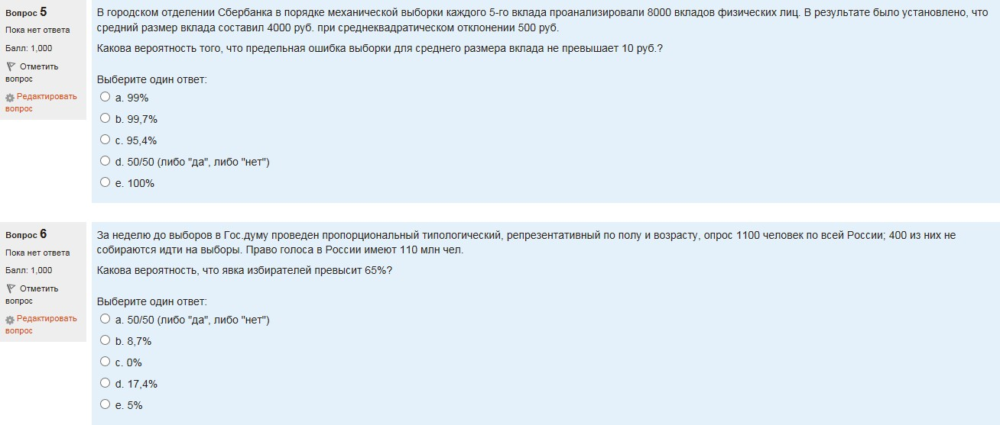 Вопрос 5
Пока нет ответа
Балл: 1,000
Отметить
вопрос
Редактировать
вопрос
В городском отделении Сбербанка в порядке механической выборки каждого 5-го вклада проанализировали 8000 вкладов физических лиц. В результате было установлено, что
средний размер вклада составил 4000 руб. при среднеквадратическом отклонении 500 руб.
Какова вероятность того, что предельная ошибка выборки для среднего размера вклада не превышает 10 руб.?
Выберите один ответ:
a. 99%
b. 99,7%
c. 95,4%
d. 50/50 (либо "да", либо "нет")
e. 100%
Вопрос 6
Пока нет ответа
Балл: 1,000
Отметить
вопрос
Редактировать
вопрос
За неделю до выборов в Гос.думу проведен пропорциональный типологический, репрезентативный по полу и возрасту, опрос 1100 человек по всей России; 400 из них не
собираются идти на выборы. Право голоса в России имеют 110 млн чел.
Какова вероятность, что явка избирателей превысит 65%?
Выберите один ответ:
a. 50/50 (либо "да", либо "нет")
b. 8,7%
c. 0%
d. 17,4%
e. 5%